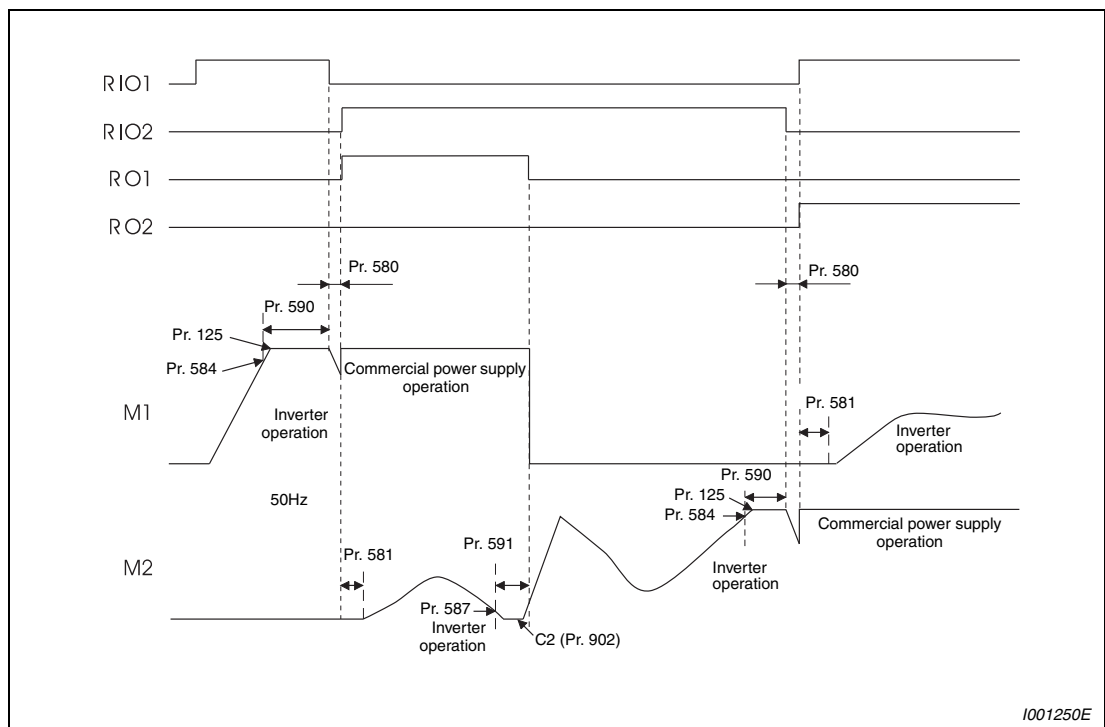 RIO1
RIO2
RO1
RO2
Pr. 580
Pr. 580
Pr. 590
Pr. 125
Pr. 584
Commercial power supply
operation
M1
Inverter
operation
Pr. 581
Inverter
operation
Pr. 590
50Hz
Pr. 125
Pr. 584
Commercial power supply
operation
Pr. 581
Pr. 591
M2
Inverter
operation
Pr. 587
Inverter
operation
C2 (Pr. 902)
I001250E